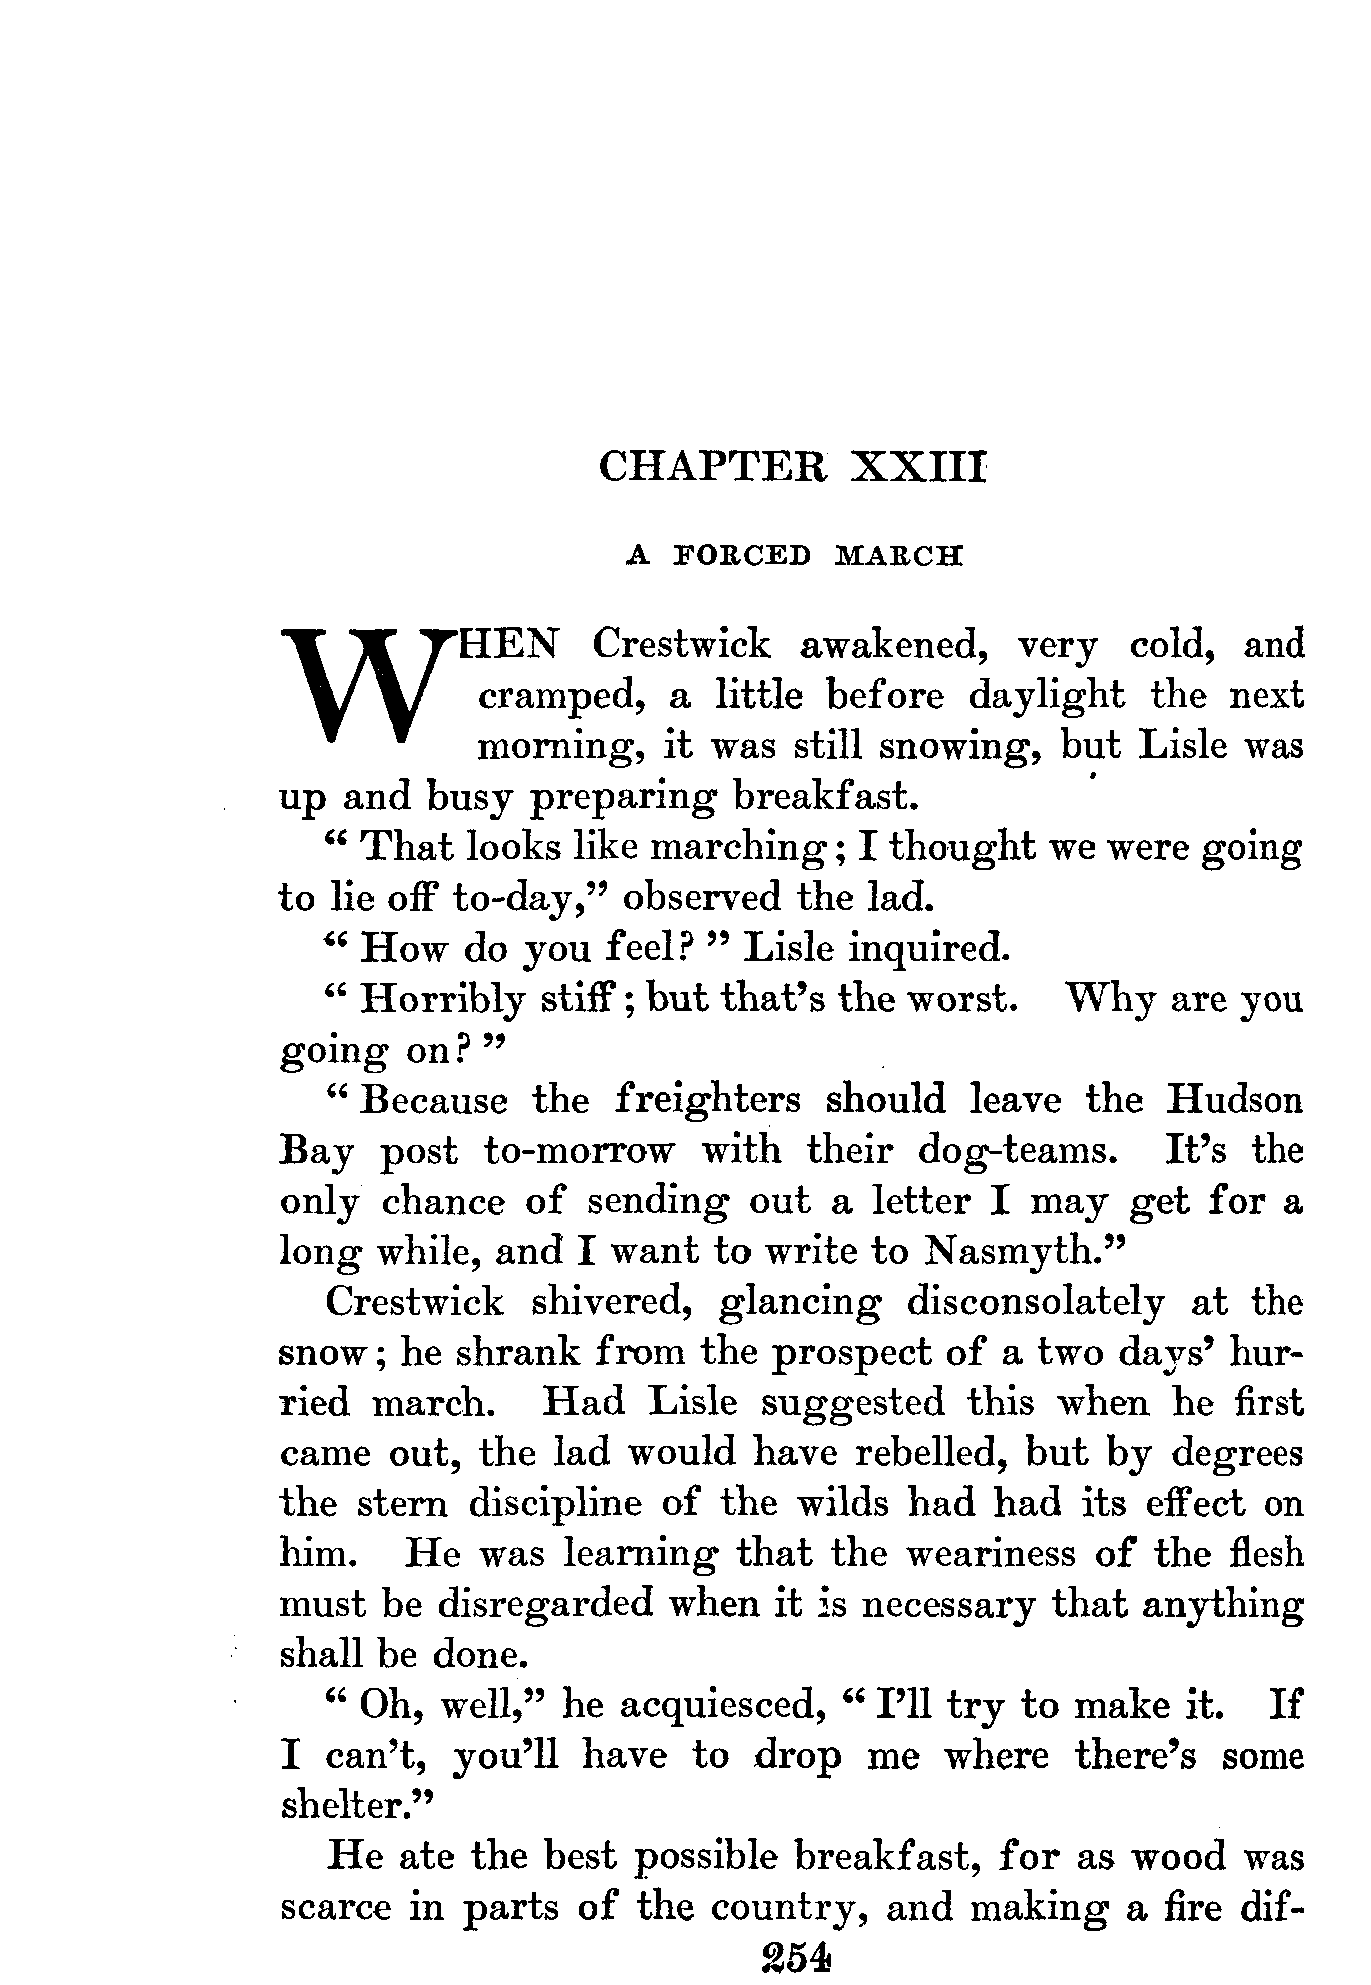 CHAPTER XXIII
A FORCED MARCH
WHEN Crestwick awakened, very cold, and
cramped, a little before daylight the next
morning, it was still snowing, but Lisle was
up and busy preparing breakfast.
“ That looks like marching ; I thought we were going
to lie off to-day,” observed the lad.
“ How do you feel? ” Lisle inquired.
“ Horribly stiff ; but that’s the worst. Why are you
going on? ”
“ Because the freighters should leave the Hudson
Bay post to-morrow with their dog-teams. It’s the
only chance of sending out a letter I may get for a
long while, and I want to write to Nasmyth.”
Crestwick shivered, glancing disconsolately at the
snow ; he shrank from the prospect of a two days’ hur-
ried march. Had Lisle suggested this when he first
came out, the lad would have rebelled, but by degrees
the stern discipline of the wilds had had its effect on
him. He was learning that the weariness of the flesh
must be disregarded when it is necessary that anything
shall be done.
“ Oh, well,” he acquiesced, “ I’ll try to make it. If
I can’t, you’ll have to drop me where there’s some
shelter.”
He ate the best possible breakfast, for as wood was
scarce in parts of the country, and making a fire dif-
254